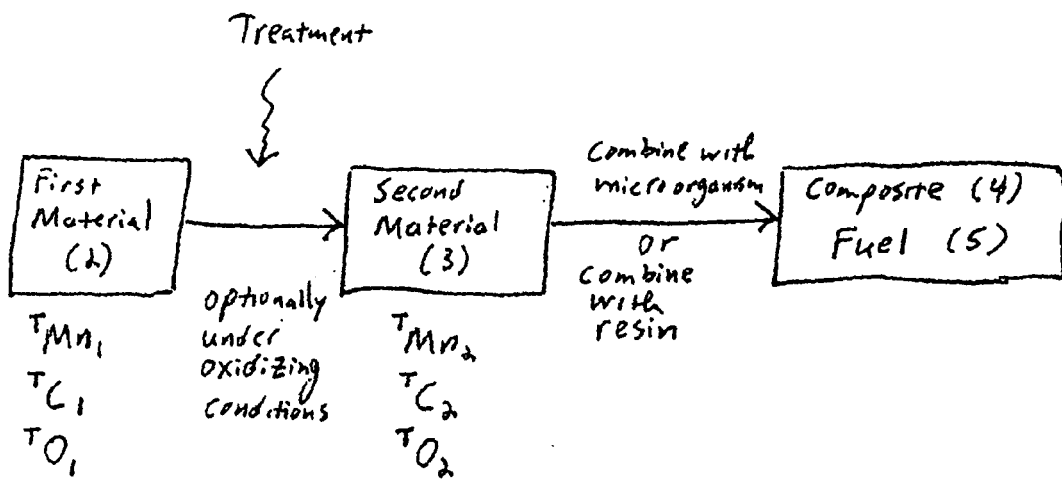 Treatment
First
Material
(2)
optionally
under
oxidizing
conditions
Second
Material
(3)
Combine with
microorganism
or
combine
with
resin
Composite (4)
Fuel (5)
ᵀMn₁
ᵀC₁
ᵀO₁
ᵀMn₂
ᵀC₂
ᵀO₂